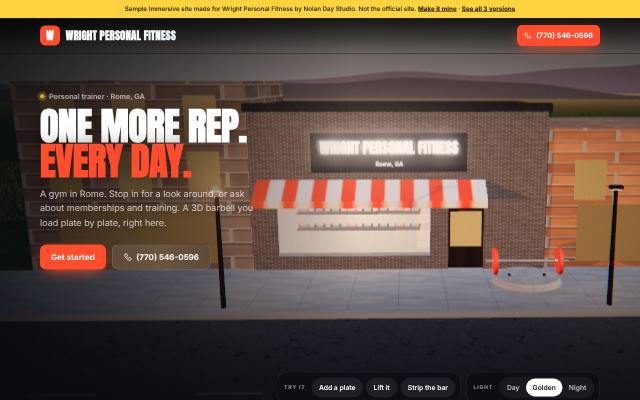 Sample Immersive site made for Wright Personal Fitness by Nolan Day Studio. Not the official site. Make it mine · See all 3 versions
W WRIGHT PERSONAL FITNESS
(770) 546-0596
Personal trainer · Rome, GA
ONE MORE REP.
EVERY DAY.
A gym in Rome. Stop in for a look around, or ask
about memberships and training. A 3D barbell you
load plate by plate, right here.
Get started
(770) 546-0596
WRIGHT PERSONAL FITNESS
Rome, GA
TRY IT Add a plate Lift it Strip the bar
LIGHT Day Golden Night